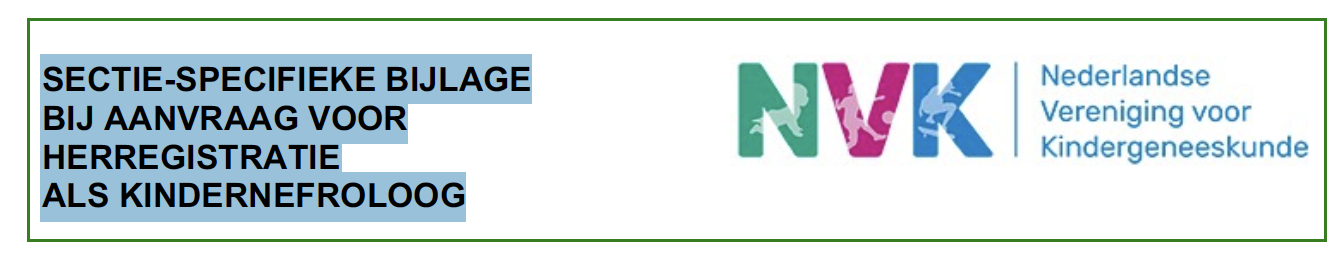 SECTIE-SPECIFIEKE BIJLAGE
BIJ AANVRAAG VOOR
HERREGISTRATIE
ALS KINDERNEFROLOOG
NVK
Nederlandse
Vereniging voor
Kindergeneeskunde